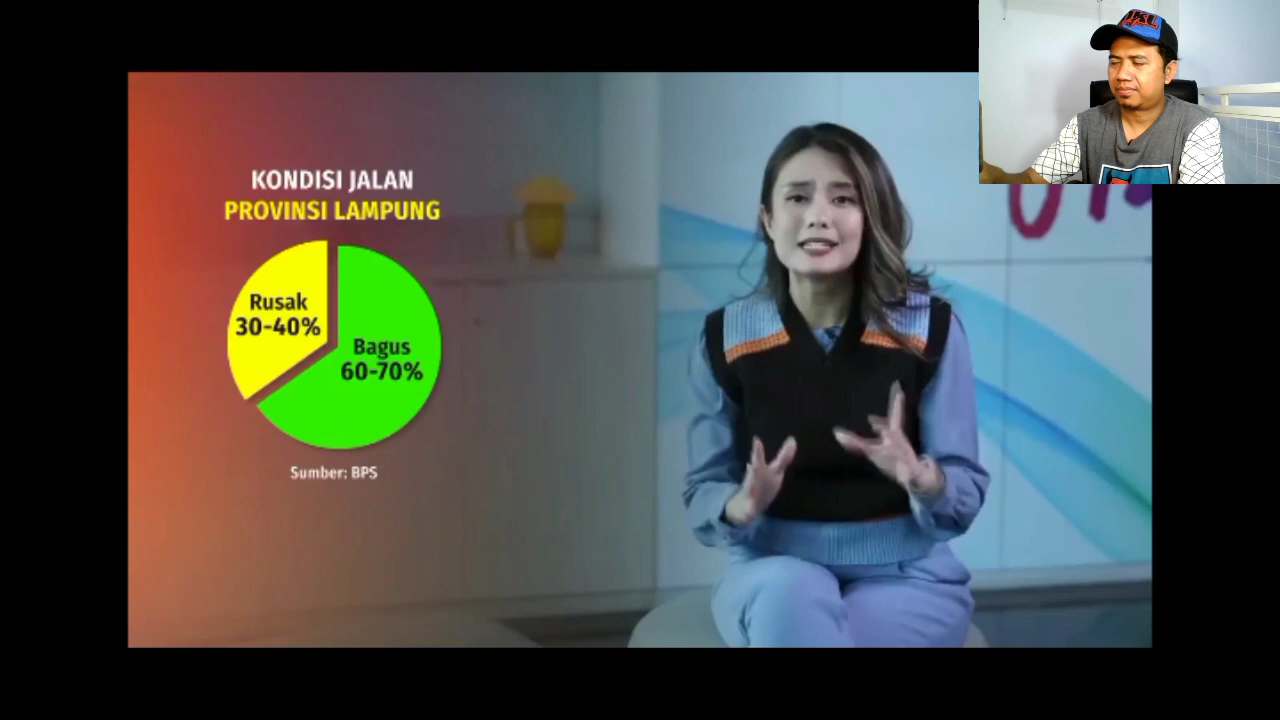 KONDISI JALAN
PROVINSI LAMPUNG
Rusak
30-40%
Bagus
60-70%
Sumber: BPS